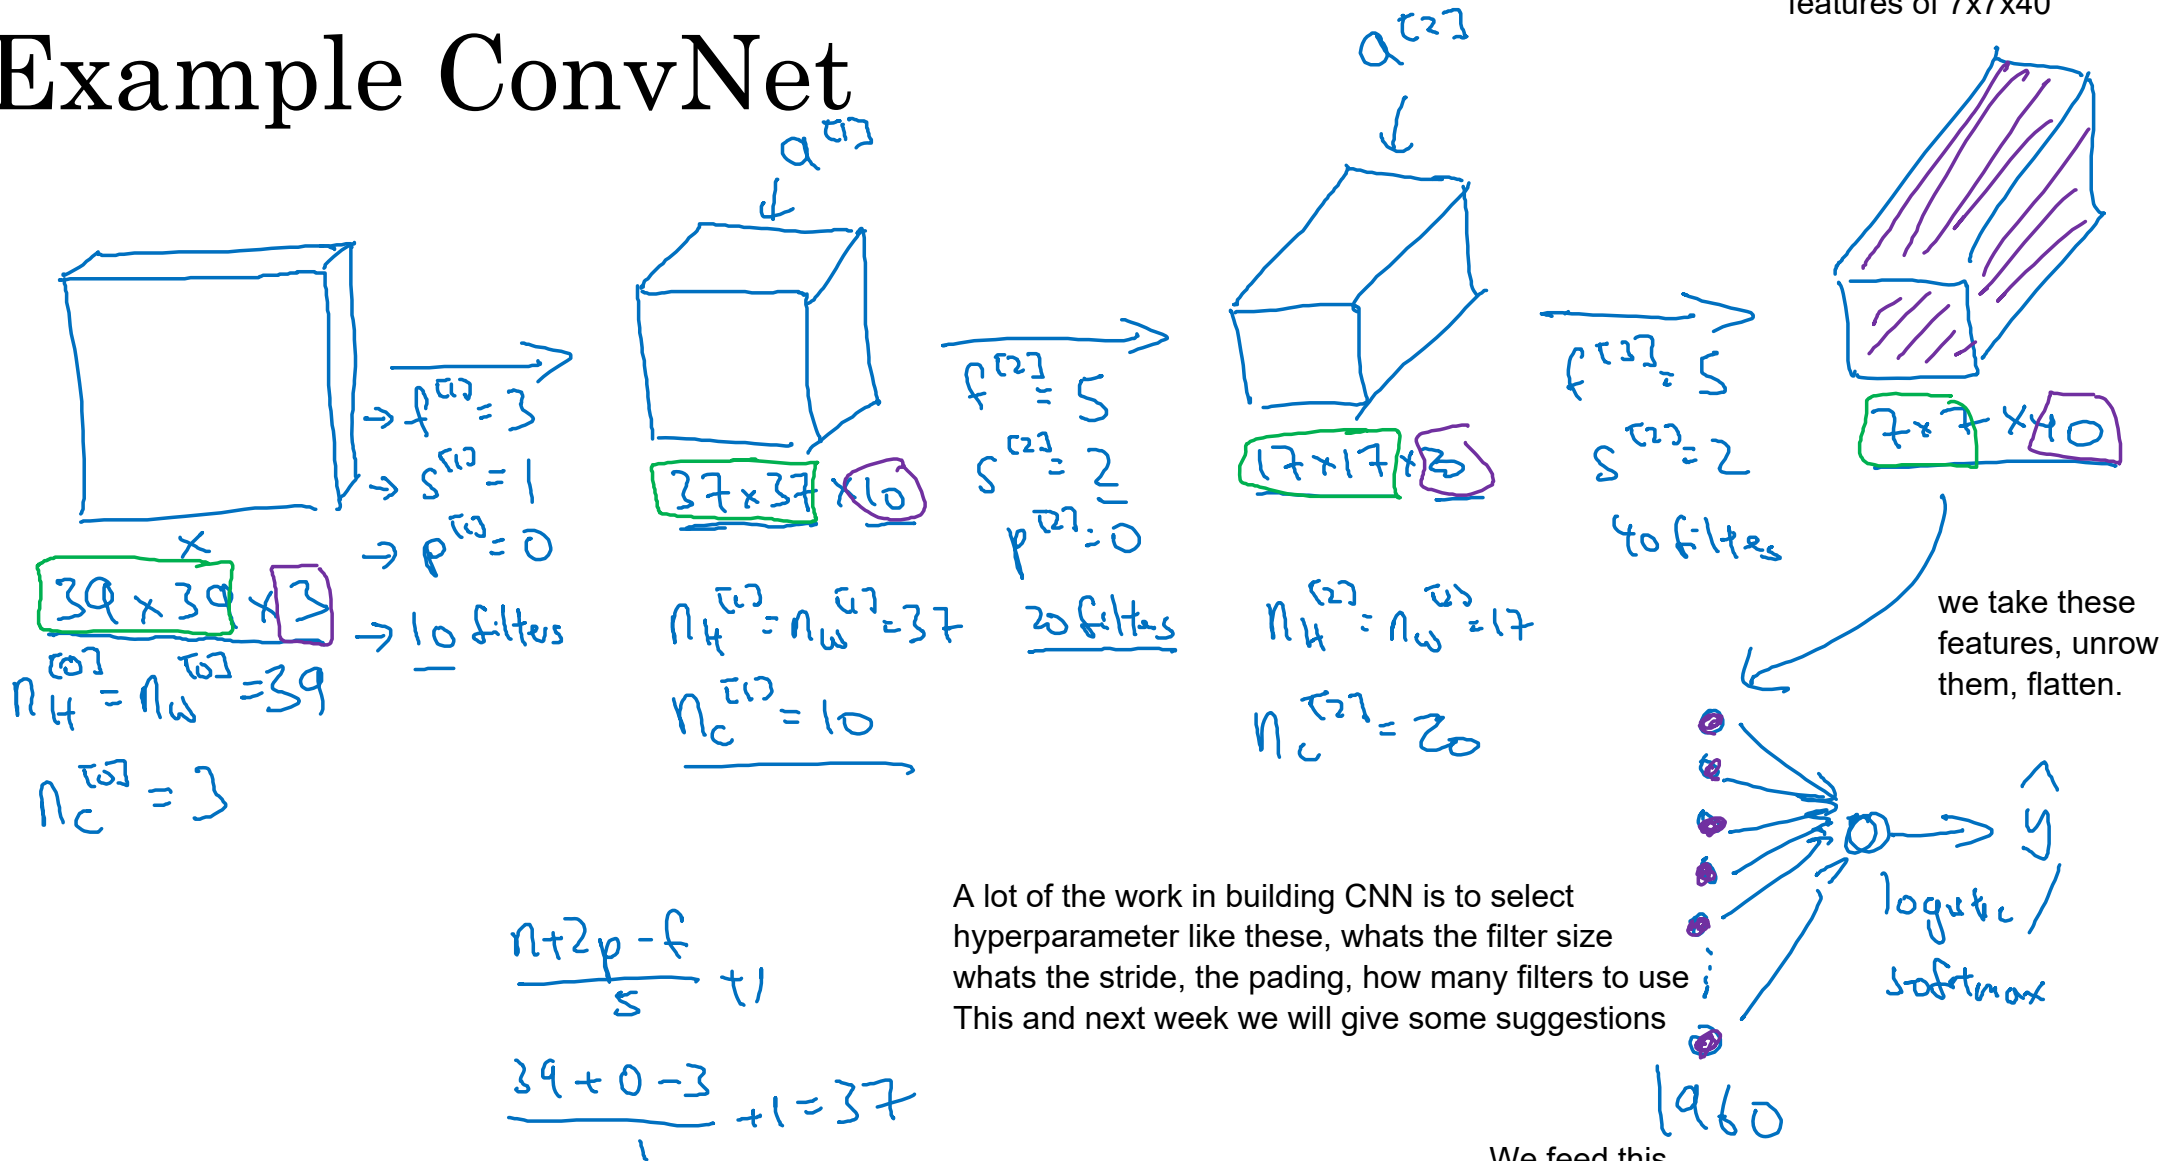 features of 7x7x40
Example ConvNet
a^[1]
a^[2]
x
39 x 39 x 3
n_H^[0] = n_W^[0] = 39
n_C^[0] = 3
→ f^[1] = 3
→ s^[1] = 1
→ p^[1] = 0
→ 10 filters
37 x 37 x 10
n_H^[1] = n_W^[1] = 37
n_C^[1] = 10
f^[2] = 5
s^[2] = 2
p^[2] = 0
20 filters
17 x 17 x 20
n_H^[2] = n_W^[2] = 17
n_C^[2] = 20
f^[3] = 5
s^[2] = 2
40 filters
7 x 7 x 40
we take these
features, unrow
them, flatten.
ŷ
logistic /
softmax
1960
n+2p-f / s +1
39 + 0 - 3 / 1 +1 = 37
A lot of the work in building CNN is to select
hyperparameter like these, whats the filter size
whats the stride, the pading, how many filters to use
This and next week we will give some suggestions
We feed this